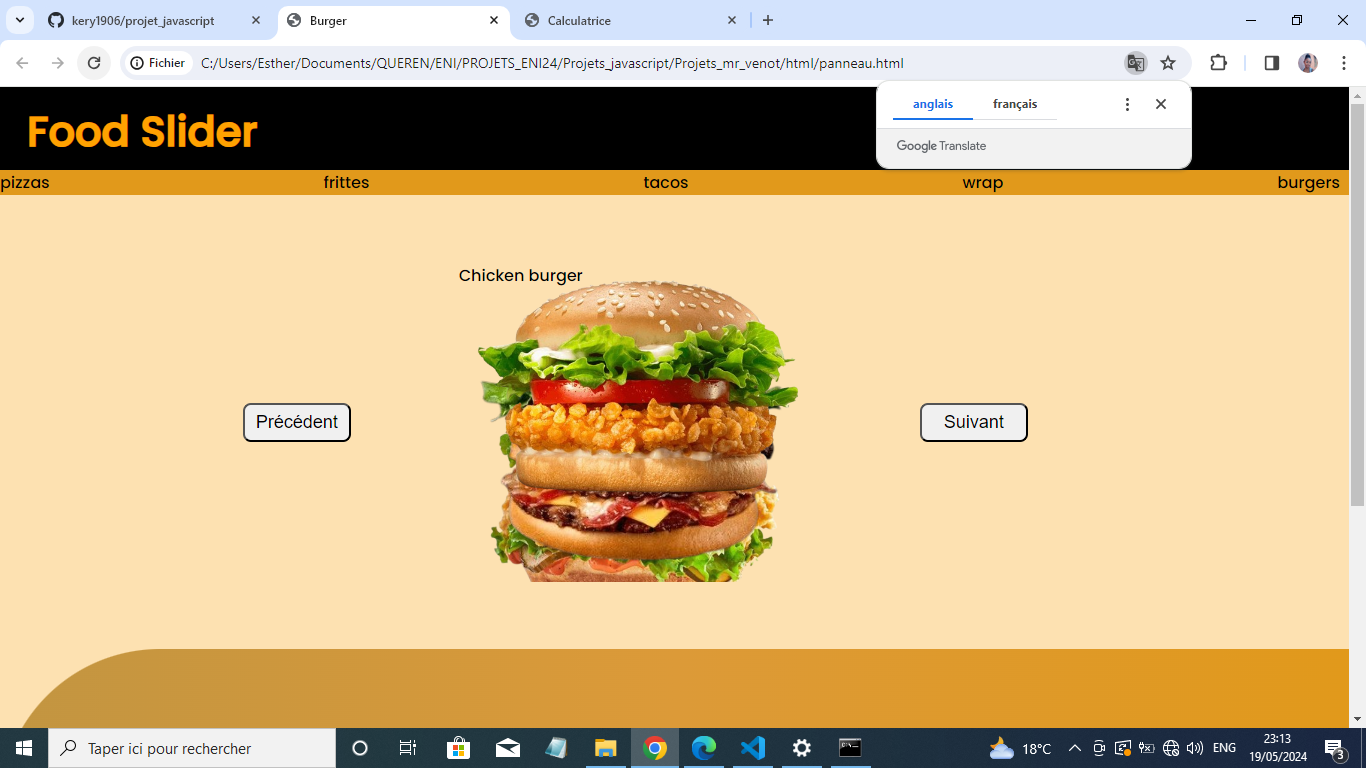 kery1906/projet_javascript
Burger
Calculatrice
Fichier
C:/Users/Esther/Documents/QUEREN/ENI/PROJETS_ENI24/Projets_javascript/Projets_mr_venot/html/panneau.html
anglais français
Google Translate
Food Slider
pizzas frittes tacos wrap burgers
Chicken burger
Précédent
Suivant
Taper ici pour rechercher
18°C
ENG
23:13
19/05/2024
3